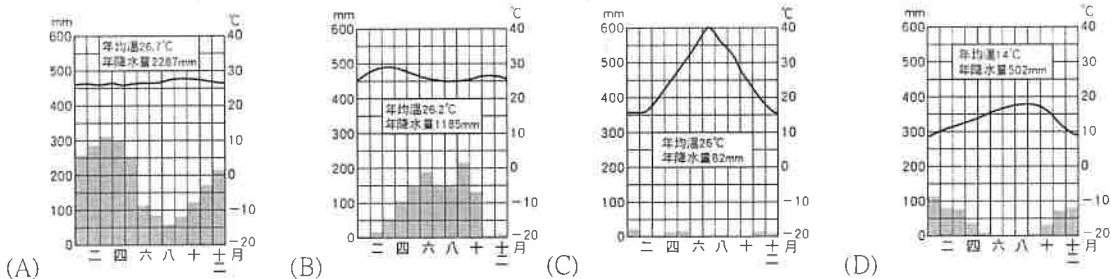 mm ℃
600 40
500 30
400 20
300 10
200 0
100 −10
0 −20
年均溫26.7℃
年降水量2287mm
二 四 六 八 十 十二 月
(A)
mm ℃
600 40
500 30
400 20
300 10
200 0
100 −10
0 −20
年均溫26.2℃
年降水量1185mm
二 四 六 八 十 十二 月
(B)
mm ℃
600 40
500 30
400 20
300 10
200 0
100 −10
0 −20
年均溫26℃
年降水量82mm
二 四 六 八 十 十二 月
(C)
mm ℃
600 40
500 30
400 20
300 10
200 0
100 −10
0 −20
年均溫14℃
年降水量502mm
二 四 六 八 十 十二 月
(D)